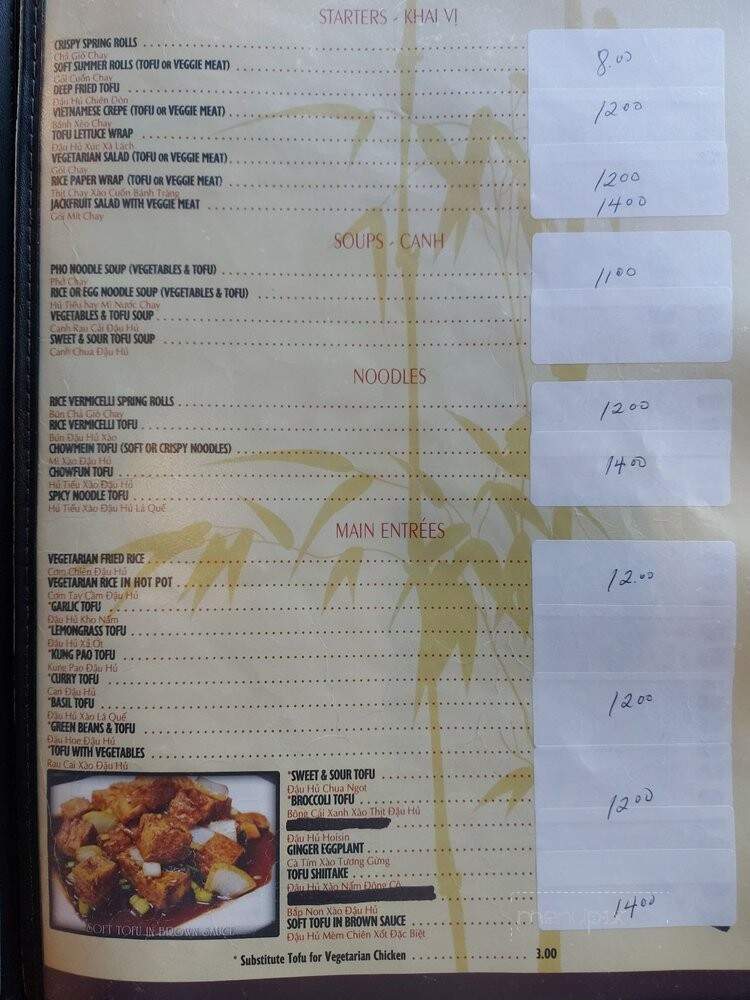 STARTERS - KHAI VỊ
CRISPY SPRING ROLLS
Chả Giò Chay
SOFT SUMMER ROLLS (TOFU OR VEGGIE MEAT) 8.00
Gỏi Cuốn Chay
DEEP FRIED TOFU
Đậu Hủ Chiên Dòn
VIETNAMESE CREPE (TOFU OR VEGGIE MEAT) 12 00
Bánh Xèo Chay
TOFU LETTUCE WRAP
Đậu Hủ Xúc Xà Lách
VEGETARIAN SALAD (TOFU OR VEGGIE MEAT)
Gỏi Chay
RICE PAPER WRAP (TOFU OR VEGGIE MEAT) 12 00
Thịt Chay Xào Cuốn Bánh Tráng
JACKFRUIT SALAD WITH VEGGIE MEAT 14 00
Gỏi Mít Chay
SOUPS - CANH
PHO NOODLE SOUP (VEGETABLES & TOFU) 11 00
Phở Chay
RICE OR EGG NOODLE SOUP (VEGETABLES & TOFU)
Hủ Tiếu hay Mì Nước Chay
VEGETABLES & TOFU SOUP
Canh Rau Cải Đậu Hủ
SWEET & SOUR TOFU SOUP
Canh Chua Đậu Hủ
NOODLES
RICE VERMICELLI SPRING ROLLS 12 00
Bún Chả Giò Chay
RICE VERMICELLI TOFU
Bún Đậu Hủ Xào
CHOWMEIN TOFU (SOFT OR CRISPY NOODLES) 14 00
Mì Xào Đậu Hủ
CHOWFUN TOFU
Hủ Tiếu Xào Đậu Hủ
SPICY NOODLE TOFU
Hủ Tiếu Xào Đậu Hủ Lá Quế
MAIN ENTRÉES
VEGETARIAN FRIED RICE 12.00
Cơm Chiên Đậu Hủ
VEGETARIAN RICE IN HOT POT
Cơm Tay Cầm Đậu Hủ
*GARLIC TOFU
Đậu Hủ Kho Nấm
*LEMONGRASS TOFU
Đậu Hủ Xả Ớt
*KUNG PAO TOFU
Kung Pao Đậu Hủ
*CURRY TOFU
Cari Đậu Hủ
*BASIL TOFU 12 00
Đậu Hủ Xào Lá Quế
*GREEN BEANS & TOFU
Đậu Hoe Đậu Hủ
*TOFU WITH VEGETABLES
Rau Cai Xào Đậu Hủ
*SWEET & SOUR TOFU
Đậu Hủ Chua Ngọt
*BROCCOLI TOFU 12 00
Bông Cải Xanh Xào Thịt Đậu Hủ
Đậu Hủ Hoisin
GINGER EGGPLANT
Cà Tím Xào Tương Gừng
TOFU SHIITAKE
Đậu Hủ Xào Nấm Đông Cô
Bắp Non Xào Đậu Hủ
SOFT TOFU IN BROWN SAUCE 14 00
Đậu Hủ Mềm Chiên Xốt Đặc Biệt
SOFT TOFU IN BROWN SAUCE
* Substitute Tofu for Vegetarian Chicken 3.00